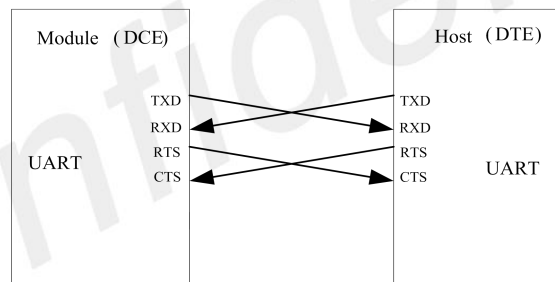 Module (DCE)
Host (DTE)
TXD
TXD
RXD
RXD
RTS
RTS
UART
CTS
CTS
UART